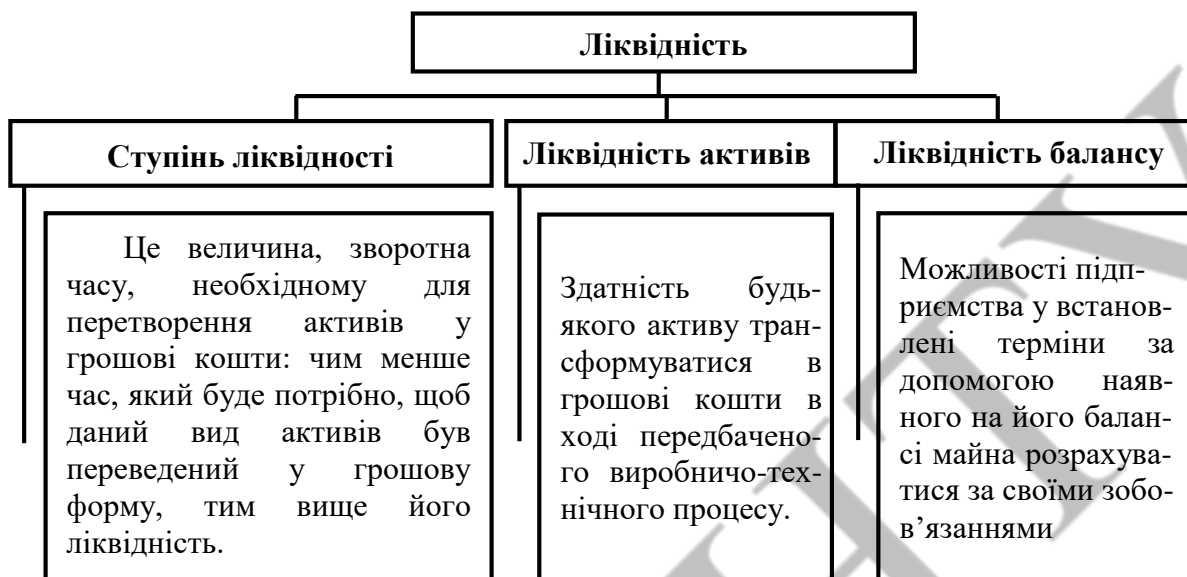 Ліквідність
Ступінь ліквідності
Це величина, зворотна
часу, необхідному для
перетворення активів у
грошові кошти: чим менше
час, який буде потрібно, щоб
даний вид активів був
переведений у грошову
форму, тим вище його
ліквідність.
Ліквідність активів
Здатність будь-
якого активу тран-
сформуватися в
грошові кошти в
ході передбачено-
го виробничо-тех-
нічного процесу.
Ліквідність балансу
Можливості підп-
риємства у встанов-
лені терміни за
допомогою наяв-
ного на його балан-
сі майна розрахува-
тися за своїми зобо-
в’язаннями